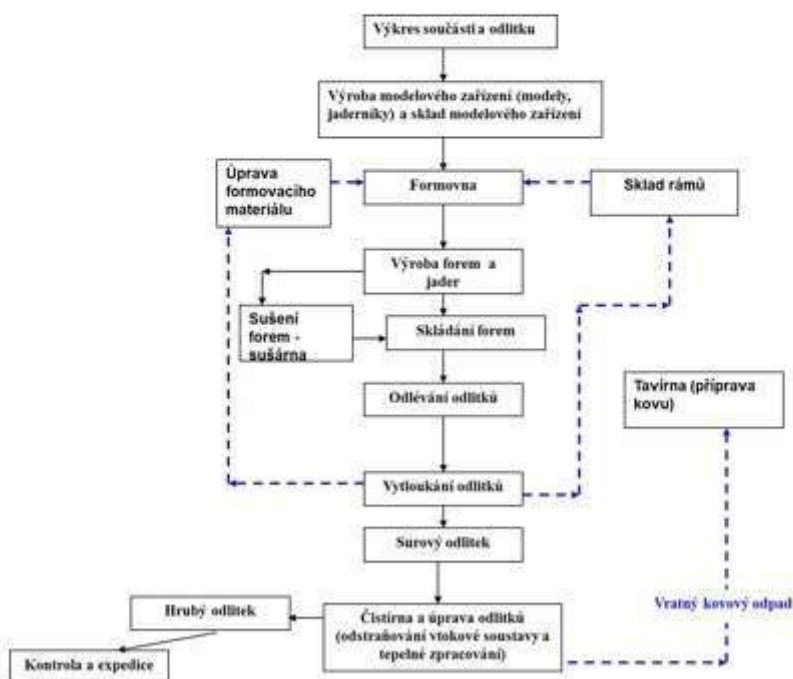 Výkres součásti a odlitku
Výroba modelového zařízení (modely,
jaderníky) a sklad modelového zařízení
Úprava
formovacího
materiálu
Formovna
Sklad rámů
Výroba forem a
jader
Sušení
forem -
sušárna
Skládání forem
Tavírna (příprava
kovu)
Odlévání odlitků
Vytloukání odlitků
Surový odlitek
Vratný kovový odpad
Hrubý odlitek
Čistírna a úprava odlitků
(odstraňování vtokové soustavy a
tepelné zpracování)
Kontrola a expedice